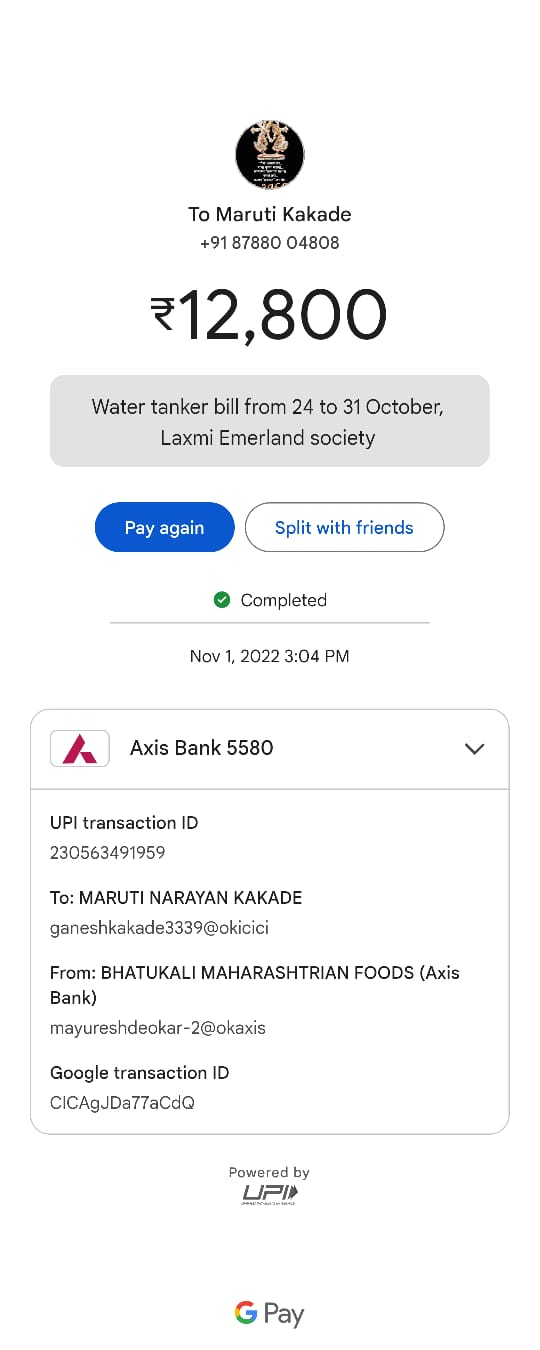 To Maruti Kakade
+91 87880 04808
₹12,800
Water tanker bill from 24 to 31 October,
Laxmi Emerland society
Pay again
Split with friends
Completed
Nov 1, 2022 3:04 PM
Axis Bank 5580
UPI transaction ID
230563491959
To: MARUTI NARAYAN KAKADE
ganeshkakade3339@okicici
From: BHATUKALI MAHARASHTRIAN FOODS (Axis
Bank)
mayureshdeokar-2@okaxis
Google transaction ID
CICAgJDa77aCdQ
Powered by
UPI
G Pay